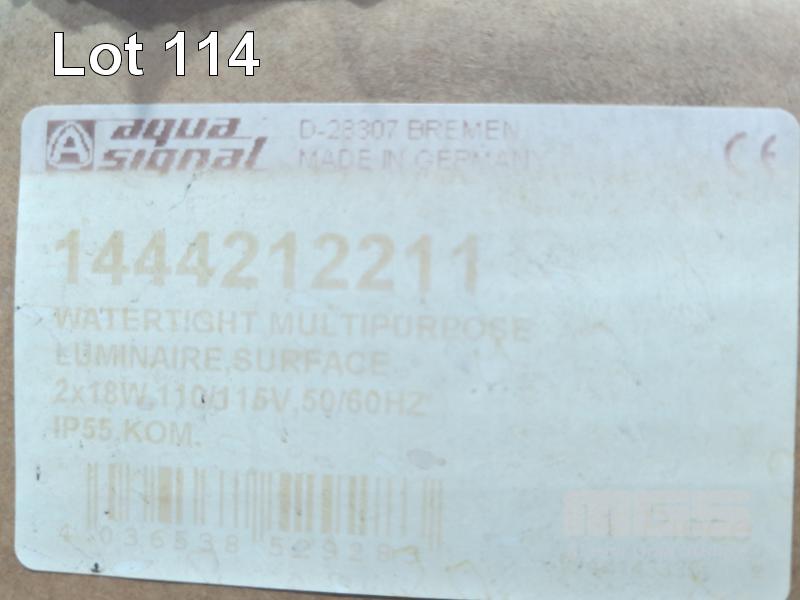 Lot 114
aqua signal
D-28307 BREMEN
MADE IN GERMANY
CE
1444212211
WATERTIGHT MULTIPURPOSE
LUMINAIRE,SURFACE
2x18W,110/115V,50/60HZ
IP55,KOM.
4 036538 
MGS